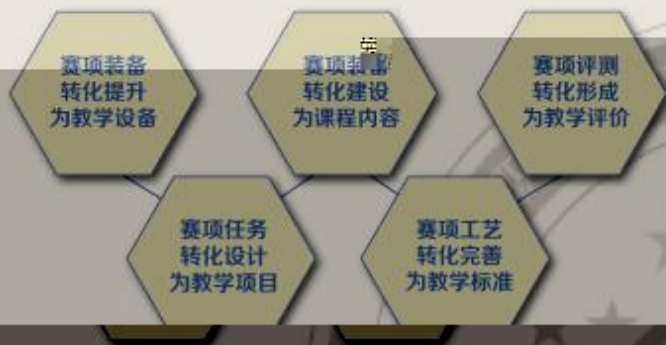 赛项装备
转化提升
为教学设备
赛项装备
转化建设
为课程内容
赛项评测
转化形成
为教学评价
赛项任务
转化设计
为教学项目
赛项工艺
转化完善
为教学标准